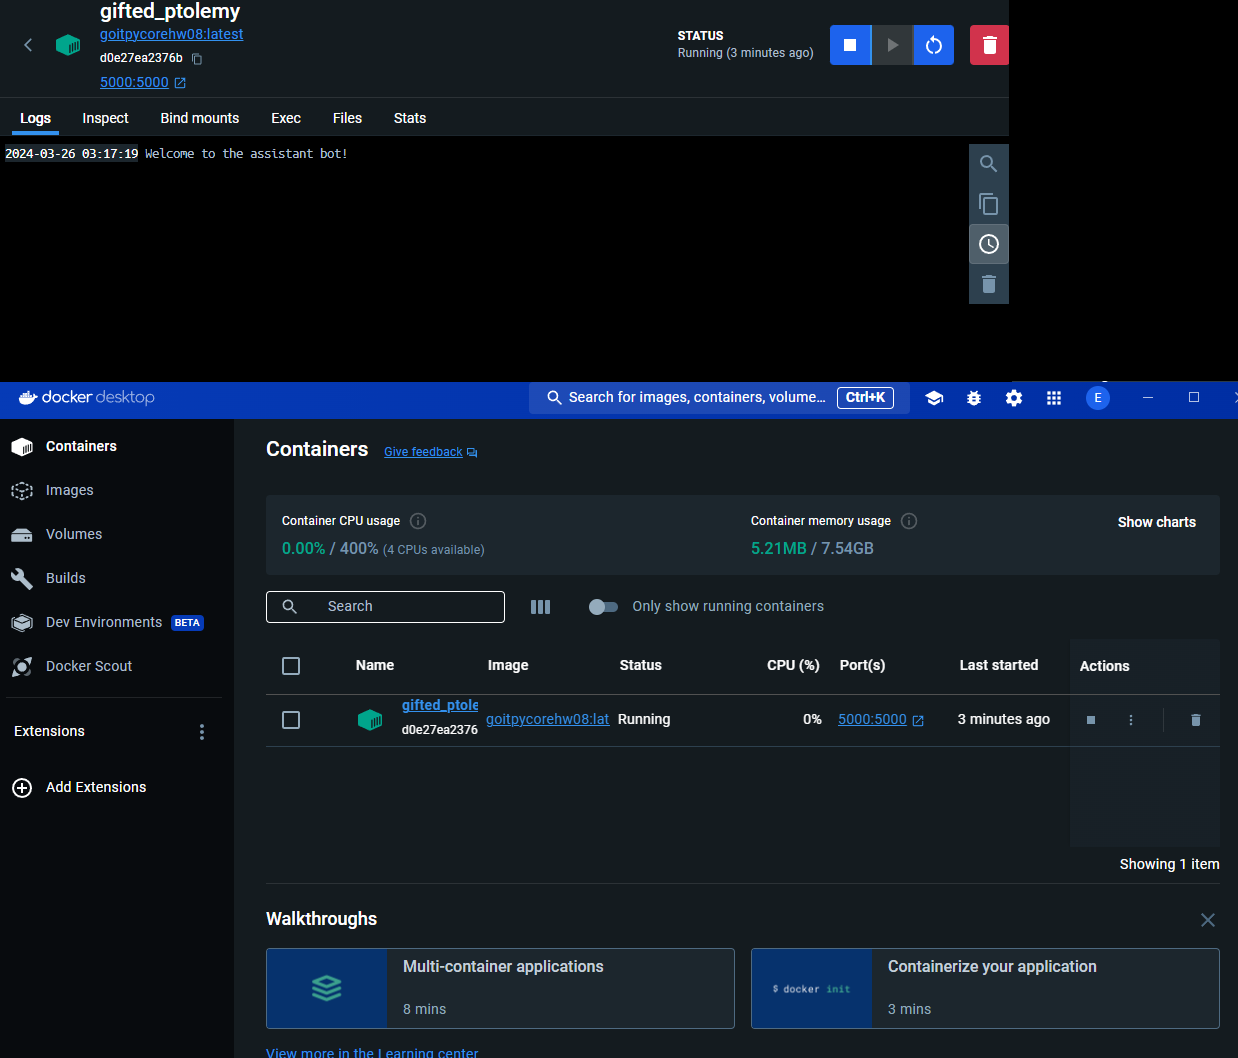 gifted_ptolemy
goitpycorehw08:latest
d0e27ea2376b
5000:5000
STATUS
Running (3 minutes ago)
Logs Inspect Bind mounts Exec Files Stats
2024-03-26 03:17:19 Welcome to the assistant bot!
docker desktop Search for images, containers, volume... Ctrl+K E
Containers
Images
Volumes
Builds
Dev Environments BETA
Docker Scout
Extensions
Add Extensions
Containers Give feedback
Container CPU usage
0.00% / 400% (4 CPUs available)
Container memory usage
5.21MB / 7.54GB
Show charts
Search Only show running containers
Name Image Status CPU (%) Port(s) Last started Actions
gifted_ptole
d0e27ea2376
goitpycorehw08:lat Running 0% 5000:5000 3 minutes ago
Showing 1 item
Walkthroughs
Multi-container applications
8 mins
$ docker init
Containerize your application
3 mins
View more in the Learning center